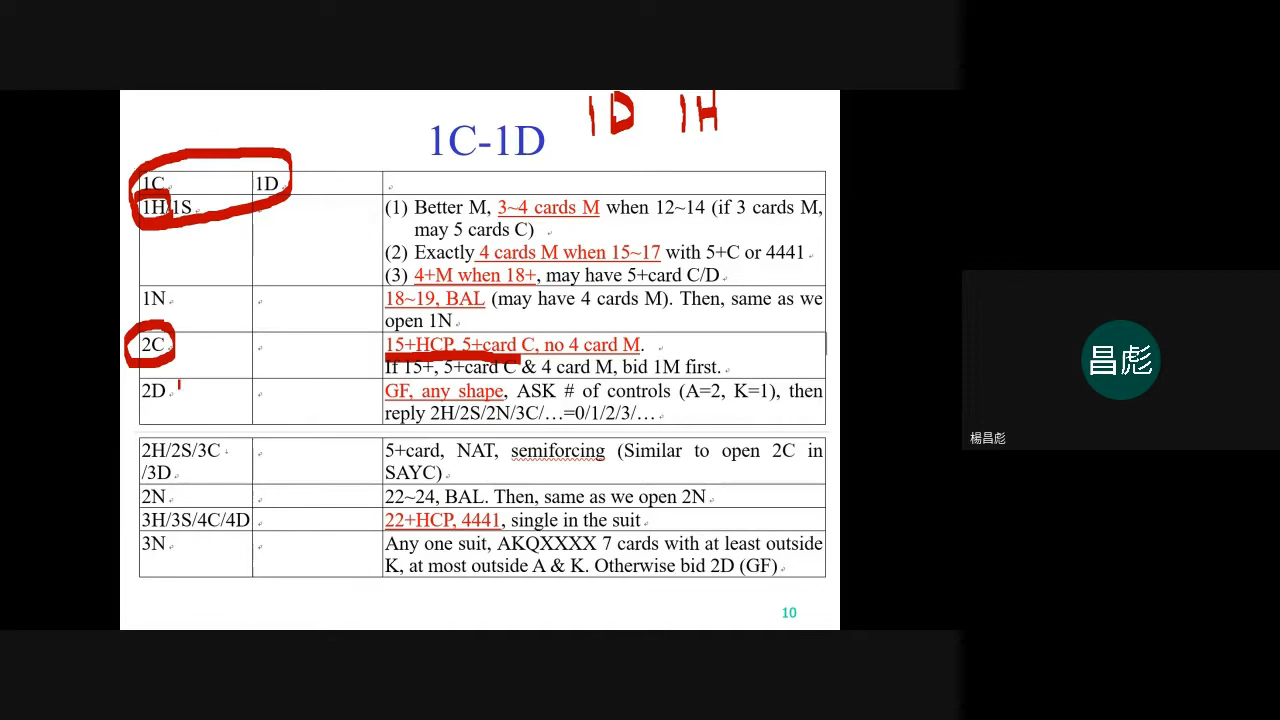 1D 1H
1C-1D
1C 1D
1H/1S (1) Better M, 3~4 cards M when 12~14 (if 3 cards M,
may 5 cards C)
(2) Exactly 4 cards M when 15~17 with 5+C or 4441
(3) 4+M when 18+, may have 5+card C/D
1N 18~19, BAL (may have 4 cards M). Then, same as we
open 1N
2C 15+HCP, 5+card C, no 4 card M.
If 15+, 5+card C & 4 card M, bid 1M first.
2D GF, any shape, ASK # of controls (A=2, K=1), then
reply 2H/2S/2N/3C/…=0/1/2/3/…
2H/2S/3C 5+card, NAT, semiforcing (Similar to open 2C in
/3D SAYC)
2N 22~24, BAL. Then, same as we open 2N
3H/3S/4C/4D 22+HCP, 4441, single in the suit
3N Any one suit, AKQXXXX 7 cards with at least outside
K, at most outside A & K. Otherwise bid 2D (GF)
10
昌彪
楊昌彪